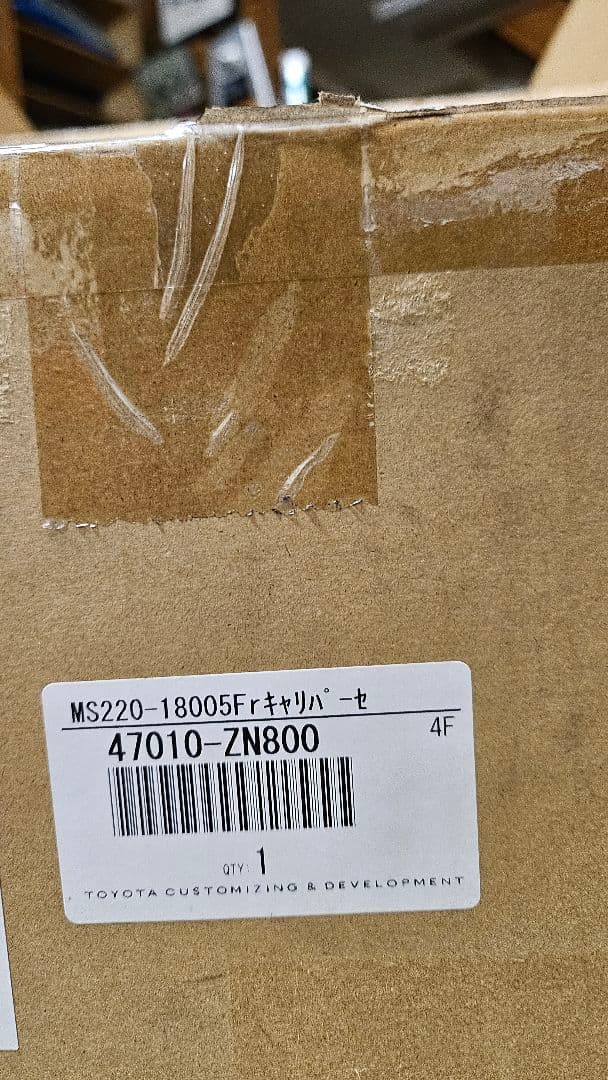 MS220-18005Frｷｬﾘﾊﾟｰｾ
4F
47010-ZN800
QTY: 1
TOYOTA CUSTOMIZING & DEVELOPMENT